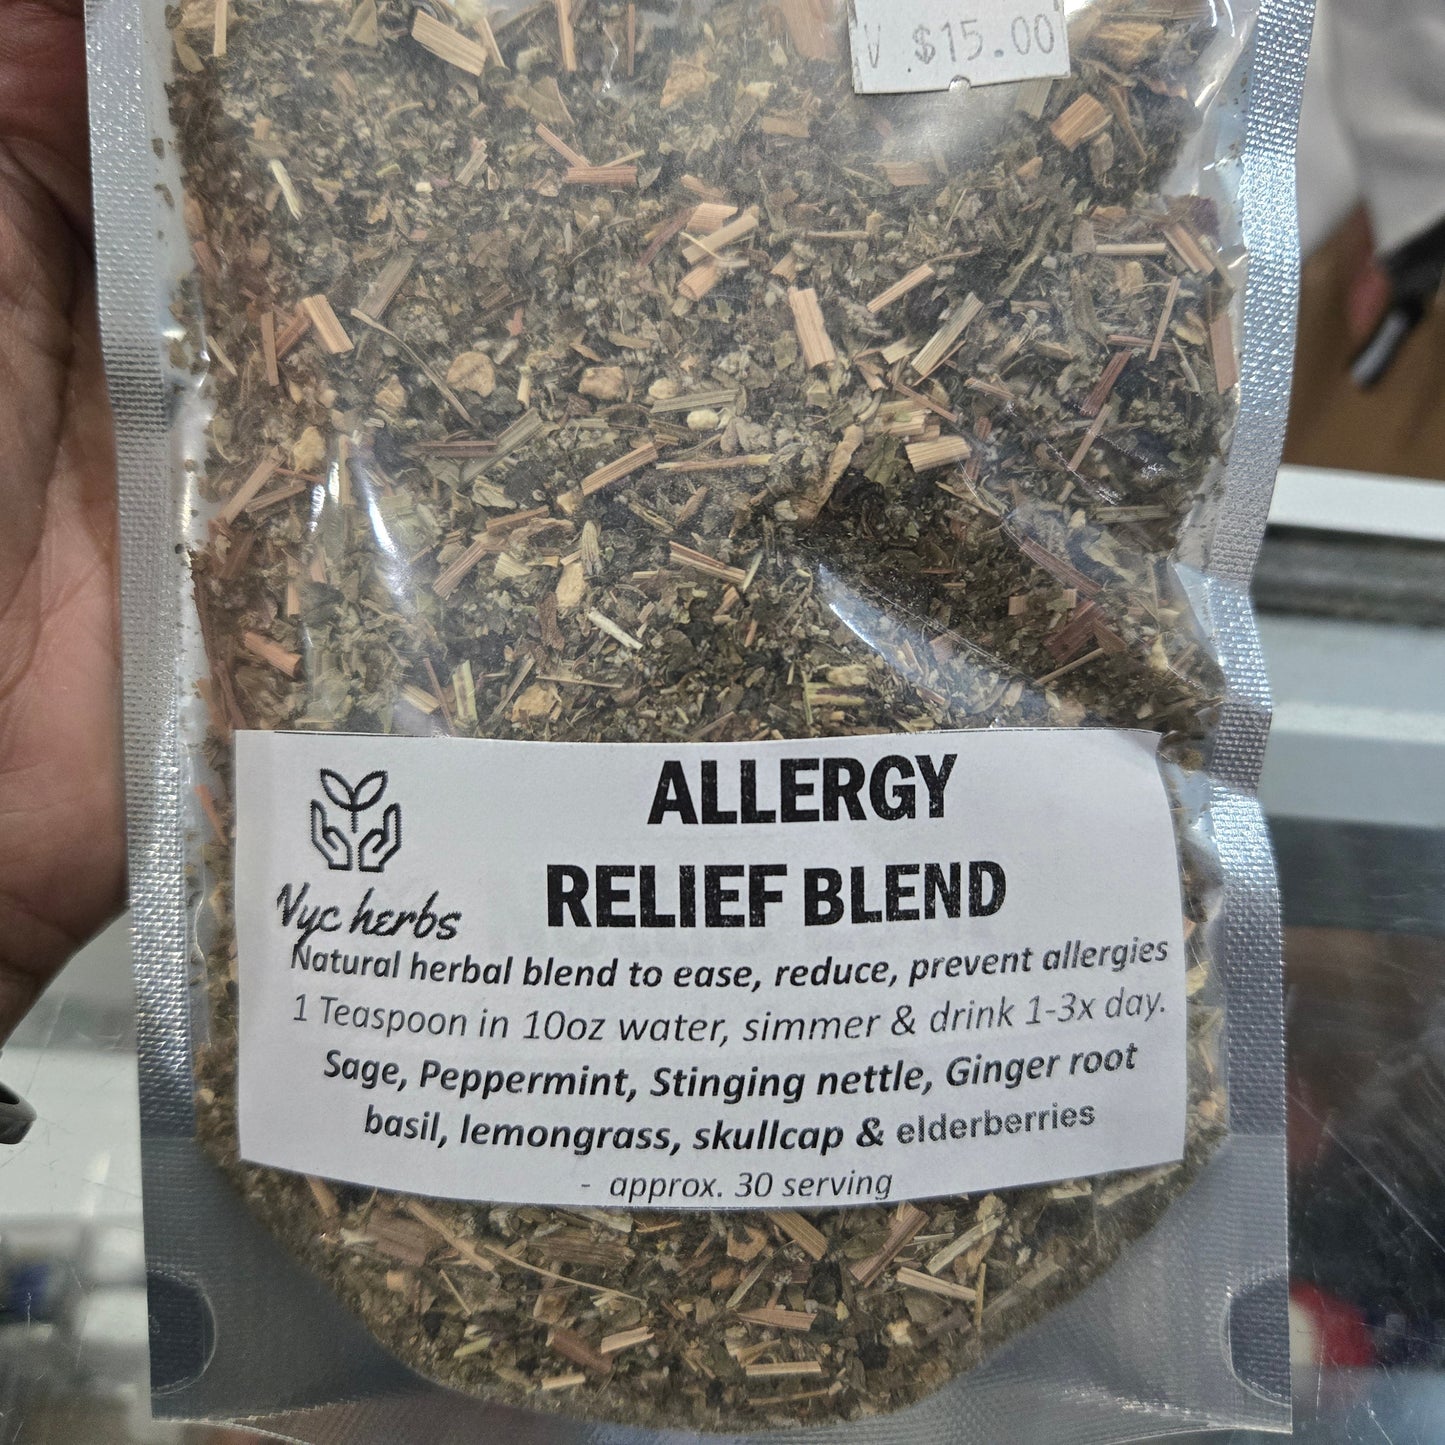 V $15.00
ALLERGY
RELIEF BLEND
Nyc herbs
Natural herbal blend to ease, reduce, prevent allergies
1 Teaspoon in 10oz water, simmer & drink 1-3x day.
Sage, Peppermint, Stinging nettle, Ginger root
basil, lemongrass, skullcap & elderberries
- approx. 30 serving